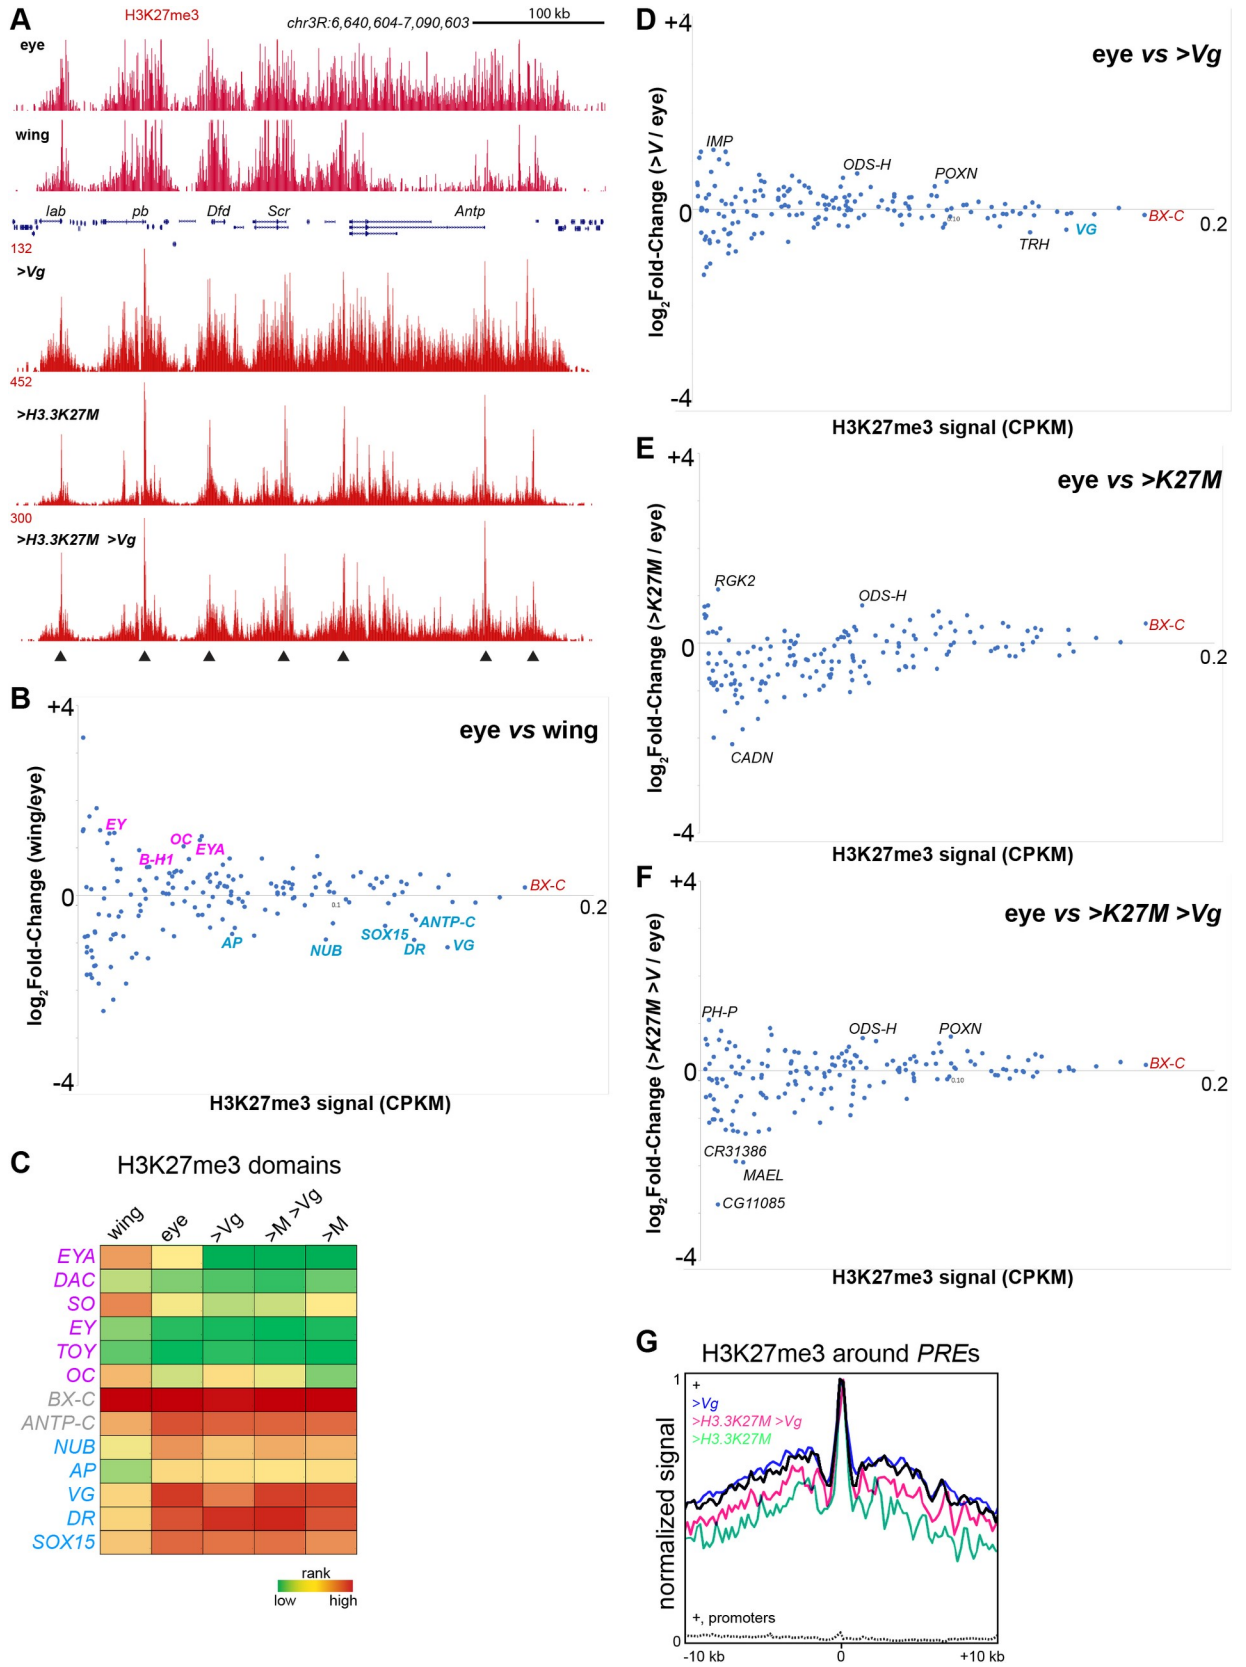 A
H3K27me3
chr3R:6,640,604-7,090,603
100 kb
eye
wing
lab pb Dfd Scr Antp
132
>Vg
452
>H3.3K27M
300
>H3.3K27M >Vg
B
+4
eye vs wing
log2Fold-Change (wing/eye)
EY
OC
EYA
B-H1
BX-C
0
0.1
0.2
ANTP-C
SOX15
AP
NUB
DR
VG
-4
H3K27me3 signal (CPKM)
C
H3K27me3 domains
wing eye >Vg >M >Vg >M
EYA
DAC
SO
EY
TOY
OC
BX-C
ANTP-C
NUB
AP
VG
DR
SOX15
rank
low high
D
+4
eye vs >Vg
log2Fold-Change (>V / eye)
IMP
ODS-H
POXN
0
0.10
BX-C
0.2
VG
TRH
-4
H3K27me3 signal (CPKM)
E
+4
eye vs >K27M
log2Fold-Change (>K27M / eye)
RGK2
ODS-H
BX-C
0
0.2
CADN
-4
H3K27me3 signal (CPKM)
F
+4
eye vs >K27M >Vg
log2Fold-Change (>K27M >V / eye)
PH-P
ODS-H
POXN
BX-C
0
0.10
0.2
CR31386
MAEL
CG11085
-4
H3K27me3 signal (CPKM)
G
H3K27me3 around PREs
normalized signal
1
+
>Vg
>H3.3K27M >Vg
>H3.3K27M
+, promoters
0
-10 kb 0 +10 kb